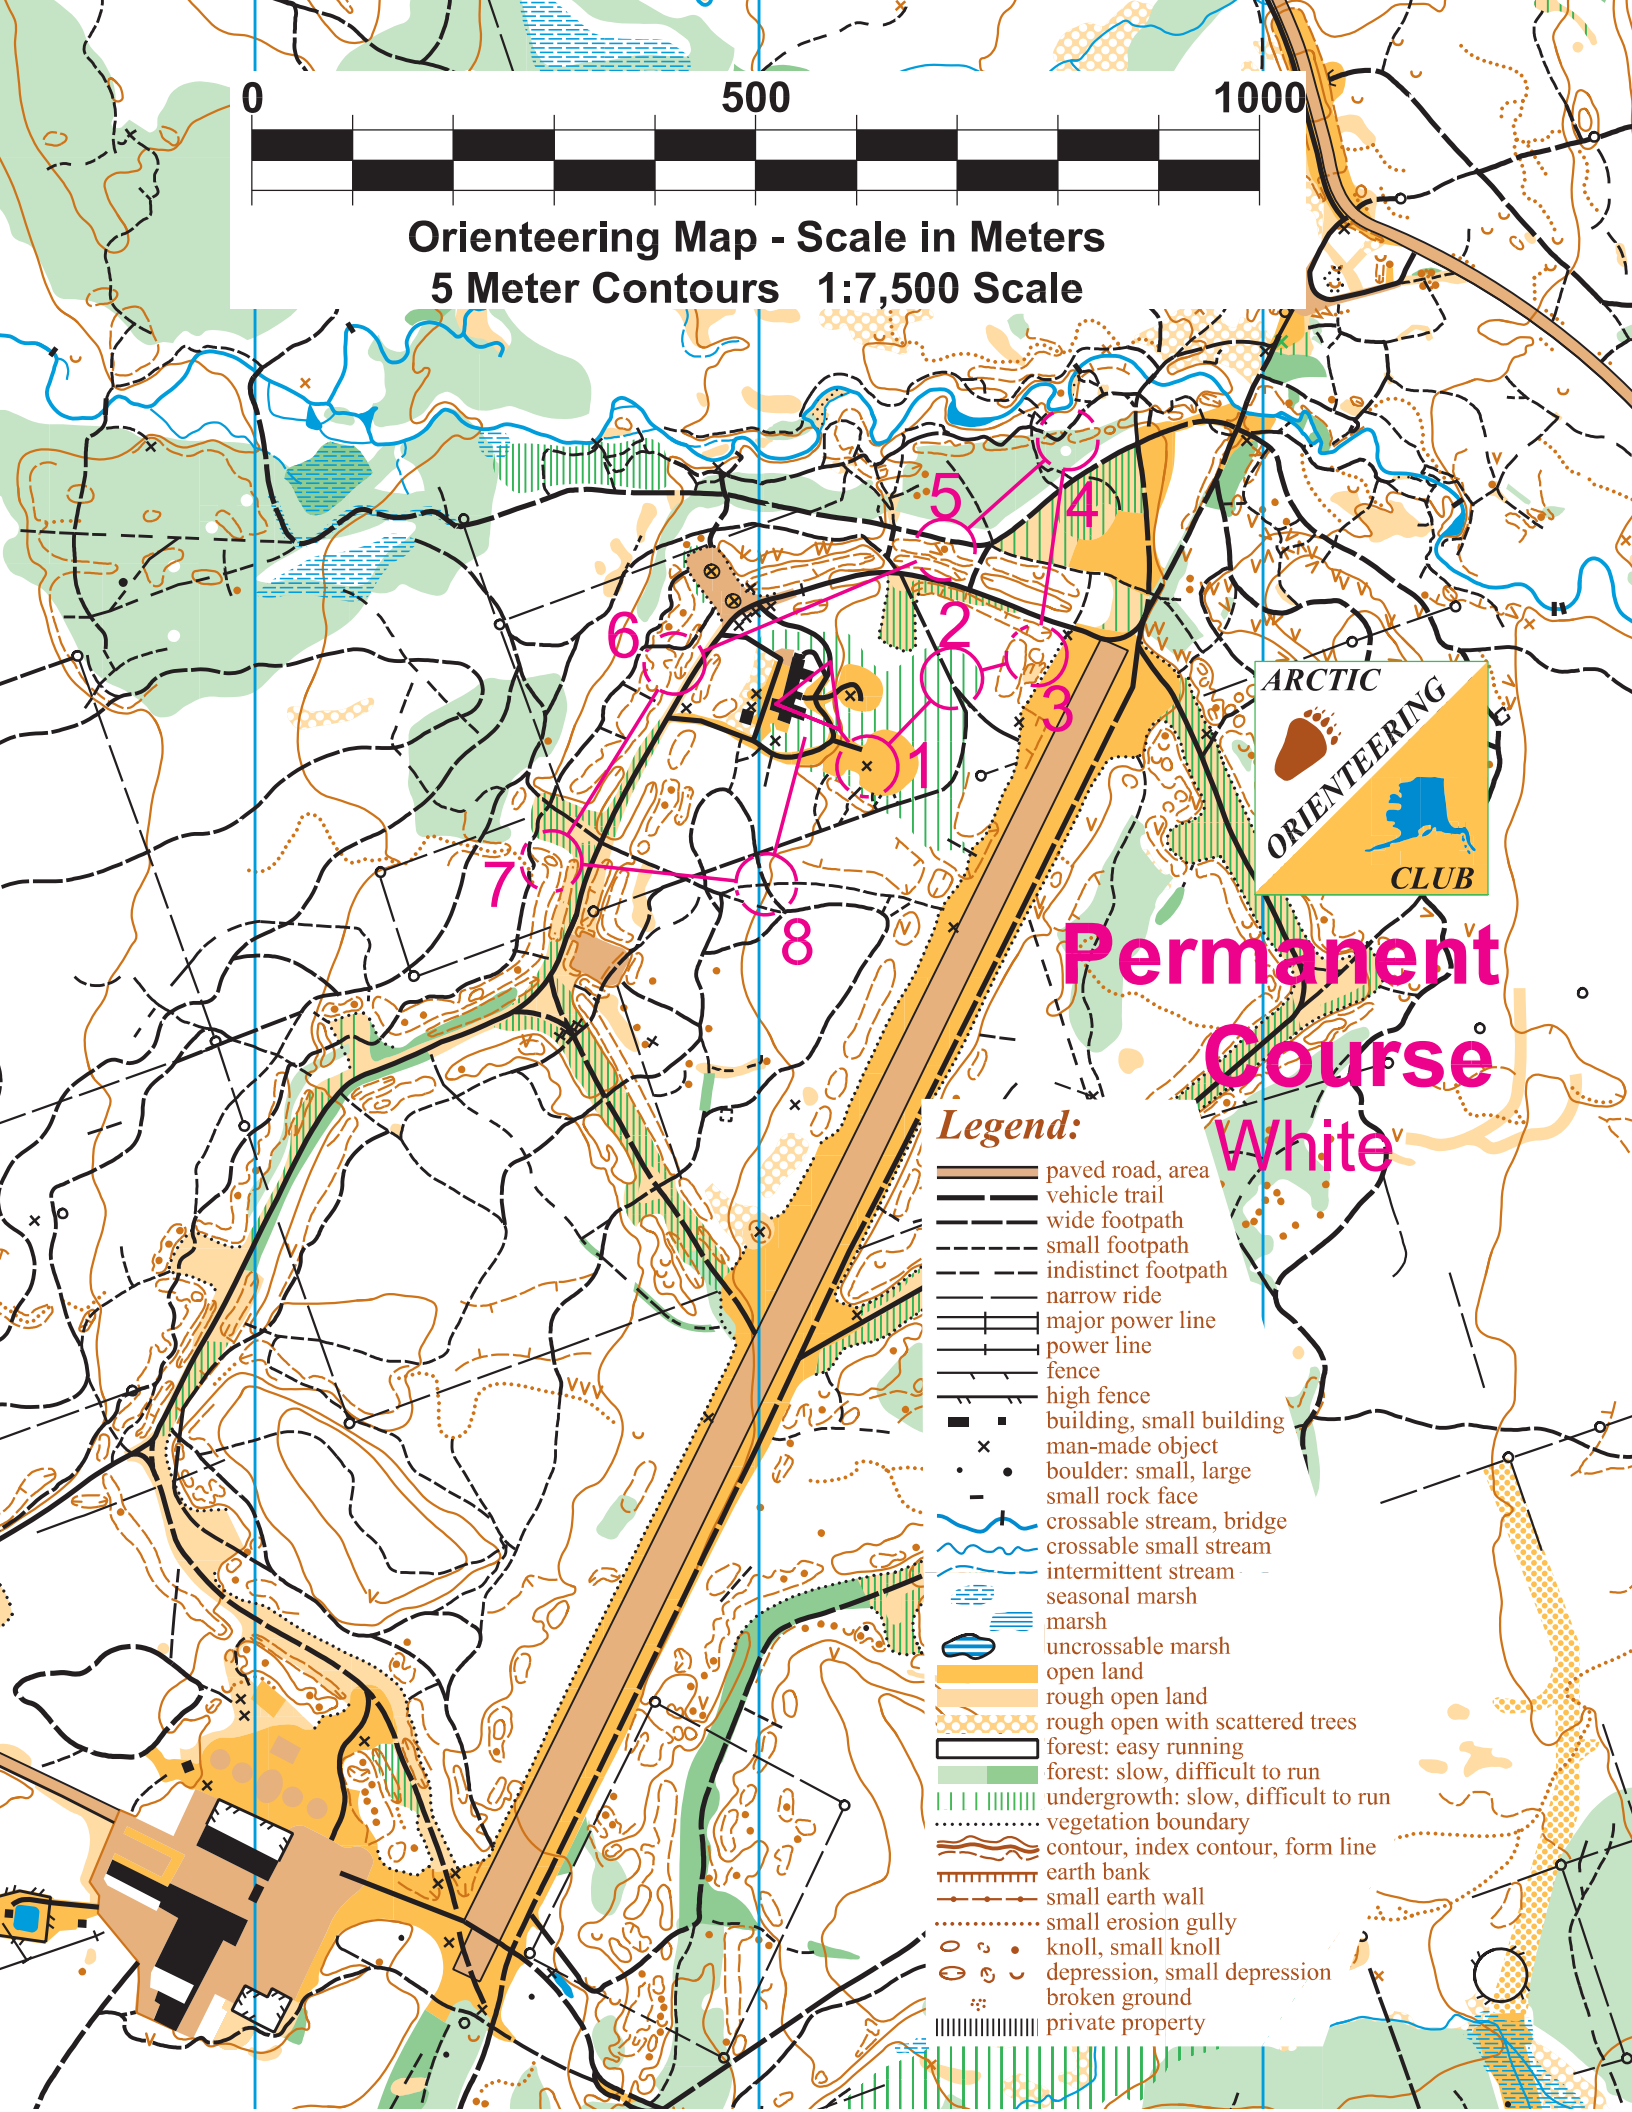 0 500 1000
Orienteering Map - Scale in Meters
5 Meter Contours 1:7,500 Scale
5
4
6
2
3
1
7
8
ARCTIC
ORIENTEERING
CLUB
Permanent
Course
White
Legend:
paved road, area
vehicle trail
wide footpath
small footpath
indistinct footpath
narrow ride
major power line
power line
fence
high fence
building, small building
man-made object
boulder: small, large
small rock face
crossable stream, bridge
crossable small stream
intermittent stream
seasonal marsh
marsh
uncrossable marsh
open land
rough open land
rough open with scattered trees
forest: easy running
forest: slow, difficult to run
undergrowth: slow, difficult to run
vegetation boundary
contour, index contour, form line
earth bank
small earth wall
small erosion gully
knoll, small knoll
depression, small depression
broken ground
private property